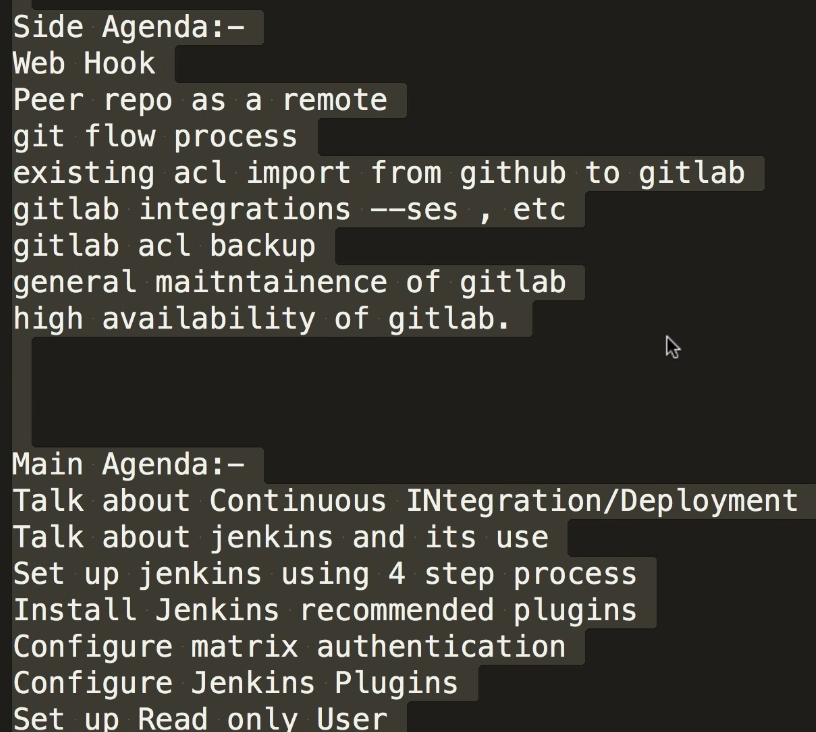 Side Agenda:-
Web Hook
Peer repo as a remote
git flow process
existing acl import from github to gitlab
gitlab integrations --ses , etc
gitlab acl backup
general maitntainence of gitlab
high availability of gitlab.
Main Agenda:-
Talk about Continuous INtegration/Deployment
Talk about jenkins and its use
Set up jenkins using 4 step process
Install Jenkins recommended plugins
Configure matrix authentication
Configure Jenkins Plugins
Set up Read only User